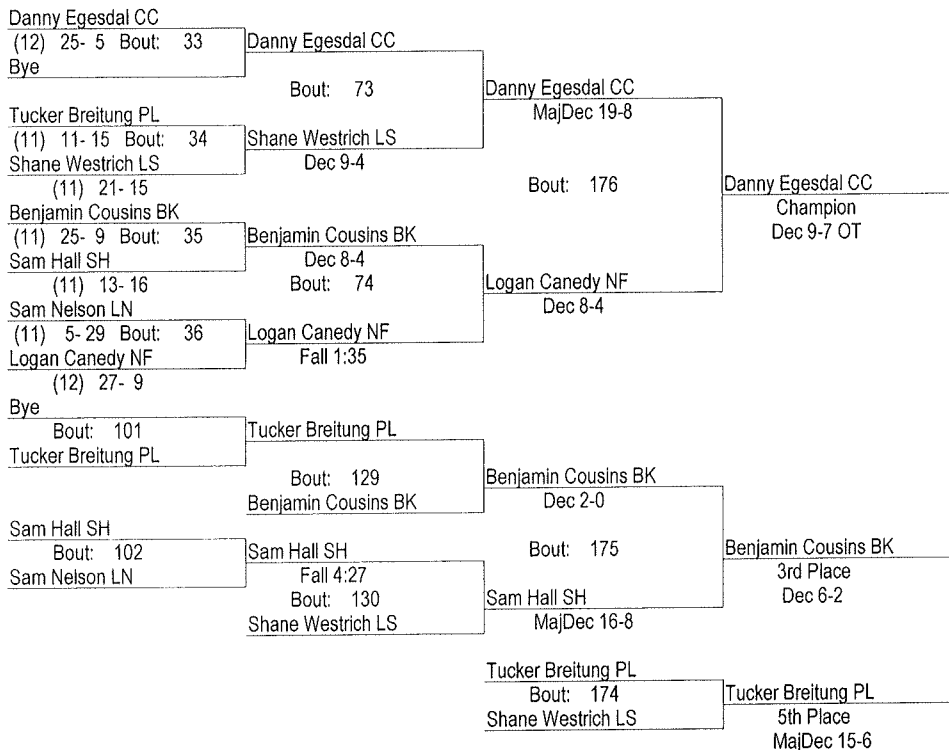 Danny Egesdal CC
(12) 25- 5 Bout: 33
Bye
Danny Egesdal CC
Bout: 73
Tucker Breitung PL
(11) 11- 15 Bout: 34
Shane Westrich LS
(11) 21- 15
Shane Westrich LS
Dec 9-4
Danny Egesdal CC
MajDec 19-8
Bout: 176
Benjamin Cousins BK
(11) 25- 9 Bout: 35
Sam Hall SH
(11) 13- 16
Benjamin Cousins BK
Dec 8-4
Bout: 74
Sam Nelson LN
(11) 5- 29 Bout: 36
Logan Canedy NF
(12) 27- 9
Logan Canedy NF
Fall 1:35
Logan Canedy NF
Dec 8-4
Danny Egesdal CC
Champion
Dec 9-7 OT
Bye
Bout: 101
Tucker Breitung PL
Tucker Breitung PL
Bout: 129
Benjamin Cousins BK
Benjamin Cousins BK
Dec 2-0
Bout: 175
Sam Hall SH
Bout: 102
Sam Nelson LN
Sam Hall SH
Fall 4:27
Bout: 130
Shane Westrich LS
Sam Hall SH
MajDec 16-8
Benjamin Cousins BK
3rd Place
Dec 6-2
Tucker Breitung PL
Bout: 174
Shane Westrich LS
Tucker Breitung PL
5th Place
MajDec 15-6